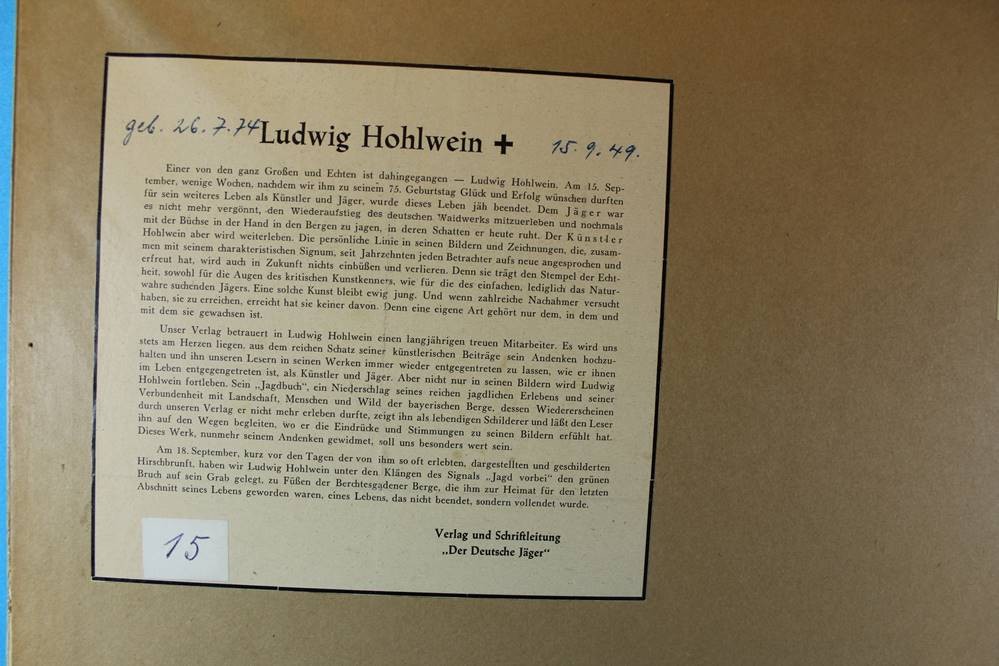 geb. 26.7.74 Ludwig Hohlwein + 15.9.49.
Einer von den ganz Großen und Echten ist dahingegangen — Ludwig Hohlwein. Am 15. Sep-
tember, wenige Wochen, nachdem wir ihm zu seinem 75. Geburtstag Glück und Erfolg wünschen durften
für sein weiteres Leben als Künstler und Jäger, wurde dieses Leben jäh beendet. Dem Jäger war
es nicht mehr vergönnt, den Wiederaufstieg des deutschen Waidwerks mitzuerleben und nochmals
mit der Büchse in der Hand in den Bergen zu jagen, in deren Schatten er heute ruht. Der Künstler
Hohlwein aber wird weiterleben. Die persönliche Linie in seinen Bildern und Zeichnungen, die, zusam-
men mit seinem charakteristischen Signum, seit Jahrzehnten jeden Betrachter aufs neue angesprochen und
erfreut hat, wird auch in Zukunft nichts einbüßen und verlieren. Denn sie trägt den Stempel der Echt-
heit, sowohl für die Augen des kritischen Kunstkenners, wie für die des einfachen, lediglich das Natur-
wahre suchenden Jägers. Eine solche Kunst bleibt ewig jung. Und wenn zahlreiche Nachahmer versucht
haben, sie zu erreichen, erreicht hat sie keiner davon. Denn eine eigene Art gehört nur dem, in dem und
mit dem sie gewachsen ist.
Unser Verlag betrauert in Ludwig Hohlwein einen langjährigen treuen Mitarbeiter. Es wird uns
stets am Herzen liegen, aus dem reichen Schatz seiner künstlerischen Beiträge sein Andenken hochzu-
halten und ihn unseren Lesern in seinen Werken immer wieder entgegentreten zu lassen, wie er ihnen
im Leben entgegengetreten ist, als Künstler und Jäger. Aber nicht nur in seinen Bildern wird Ludwig
Hohlwein fortleben. Sein „Jagdbuch“, ein Niederschlag seines reichen jagdlichen Erlebens und seiner
Verbundenheit mit Landschaft, Menschen und Wild der bayerischen Berge, dessen Wiedererscheinen
durch unseren Verlag er nicht mehr erleben durfte, zeigt ihn als lebendigen Schilderer und läßt den Leser
ihn auf den Wegen begleiten, wo er die Eindrücke und Stimmungen zu seinen Bildern erfühlt hat.
Dieses Werk, nunmehr seinem Andenken gewidmet, soll uns besonders wert sein.
Am 18. September, kurz vor den Tagen der von ihm so oft erlebten, dargestellten und geschilderten
Hirschbrunft, haben wir Ludwig Hohlwein unter den Klängen des Signals „Jagd vorbei“ den grünen
Bruch auf sein Grab gelegt, zu Füßen der Berchtesgadener Berge, die ihm zur Heimat für den letzten
Abschnitt seines Lebens geworden waren, eines Lebens, das nicht beendet, sondern vollendet wurde.
Verlag und Schriftleitung
„Der Deutsche Jäger“
15